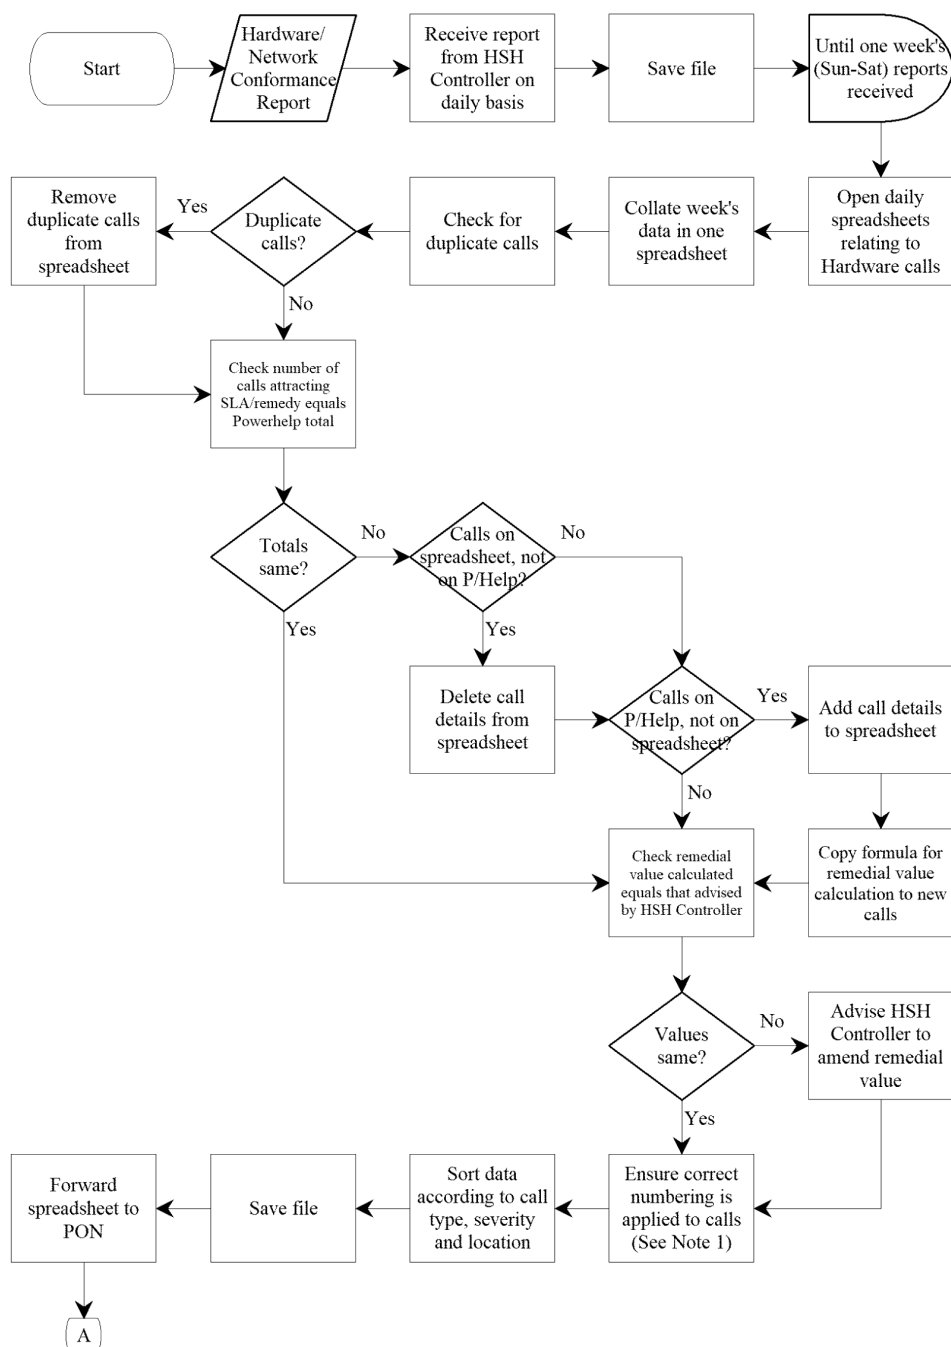 Start
Hardware/
Network
Conformance
Report
Receive report
from HSH
Controller on
daily basis
Save file
Until one week's
(Sun-Sat) reports
received
Remove
duplicate calls
from
spreadsheet
Yes
Duplicate
calls?
No
Check for
duplicate calls
Collate week's
data in one
spreadsheet
Open daily
spreadsheets
relating to
Hardware calls
Check number of
calls attracting
SLA/remedy equals
Powerhelp total
Totals
same?
No
Yes
Calls on
spreadsheet, not
on P/Help?
No
Yes
Delete call
details from
spreadsheet
Calls on
P/Help, not on
spreadsheet?
Yes
No
Add call details
to spreadsheet
Check remedial
value calculated
equals that advised
by HSH Controller
Copy formula for
remedial value
calculation to new
calls
Values
same?
No
Yes
Advise HSH
Controller to
amend remedial
value
Forward
spreadsheet to
PON
Save file
Sort data
according to call
type, severity
and location
Ensure correct
numbering is
applied to calls
(See Note 1)
A